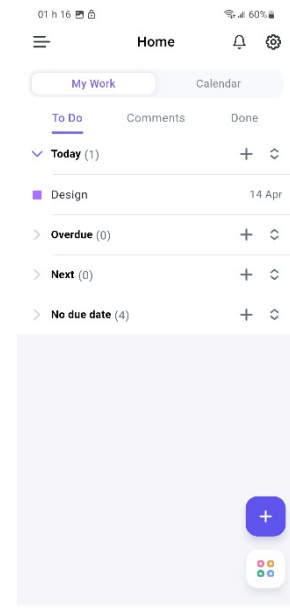 01 h 16 60%
Home
My Work Calendar
To Do Comments Done
Today (1)
Design 14 Apr
Overdue (0)
Next (0)
No due date (4)